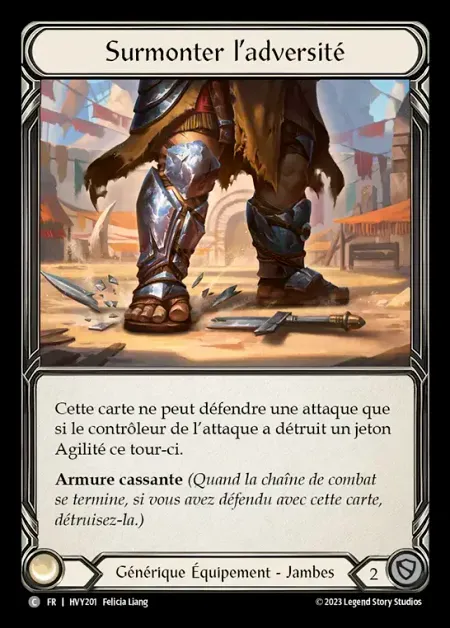 Surmonter l'adversité
Cette carte ne peut défendre une attaque que
si le contrôleur de l'attaque a détruit un jeton
Agilité ce tour-ci.
Armure cassante (Quand la chaîne de combat
se termine, si vous avez défendu avec cette carte,
détruisez-la.)
Générique Équipement - Jambes
2
C FR | HVY201 Felicia Liang
© 2023 Legend Story Studios